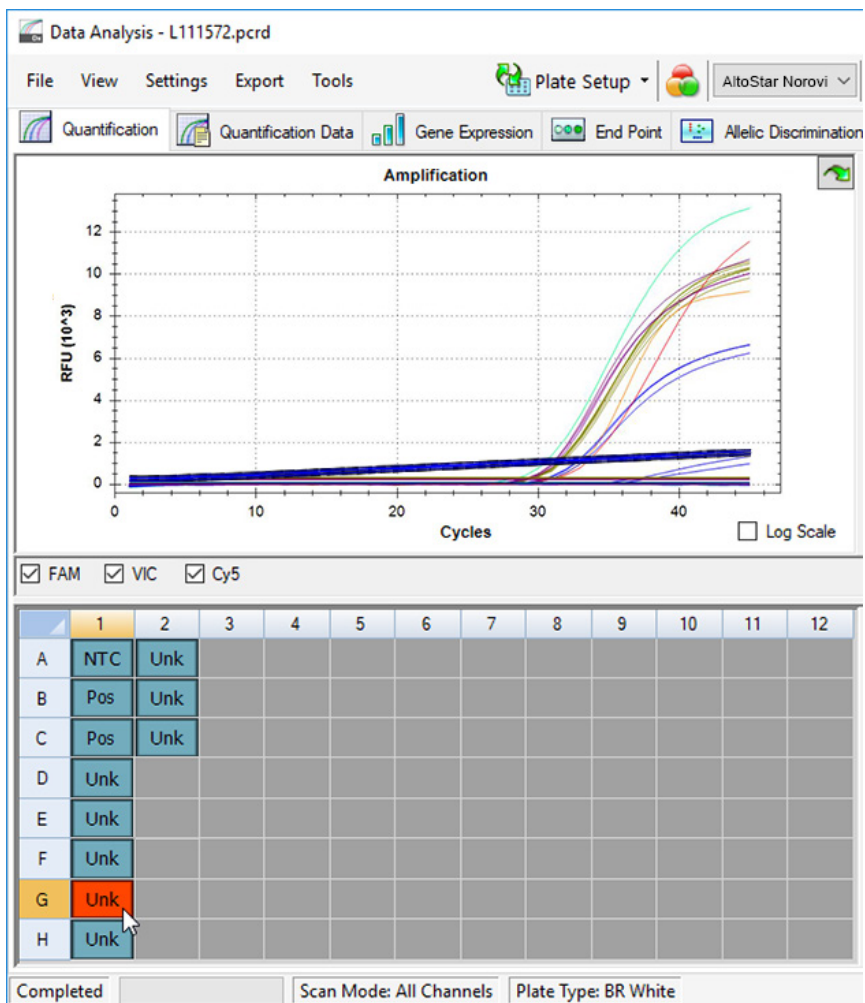 Data Analysis - L111572.pcrd
File View Settings Export Tools Plate Setup AltoStar Norovi
Quantification Quantification Data Gene Expression End Point Allelic Discrimination
Amplification
12
10
8
6
4
2
0
RFU (10^3)
0 10 20 30 40
Cycles
Log Scale
FAM VIC Cy5
1 2 3 4 5 6 7 8 9 10 11 12
A NTC Unk
B Pos Unk
C Pos Unk
D Unk
E Unk
F Unk
G Unk
H Unk
Completed Scan Mode: All Channels Plate Type: BR White